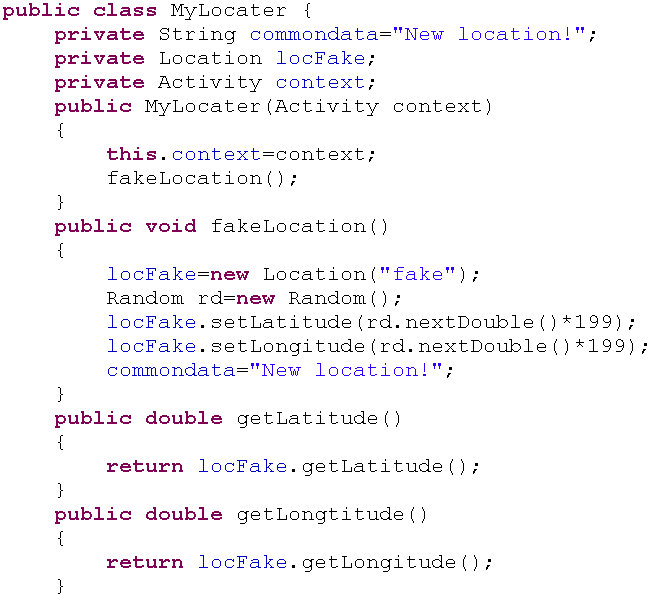 public class MyLocater {
    private String commondata="New location!";
    private Location locFake;
    private Activity context;
    public MyLocater(Activity context)
    {
        this.context=context;
        fakeLocation();
    }
    public void fakeLocation()
    {
        locFake=new Location("fake");
        Random rd=new Random();
        locFake.setLatitude(rd.nextDouble()*199);
        locFake.setLongitude(rd.nextDouble()*199);
        commondata="New location!";
    }
    public double getLatitude()
    {
        return locFake.getLatitude();
    }
    public double getLongtitude()
    {
        return locFake.getLongitude();
    }